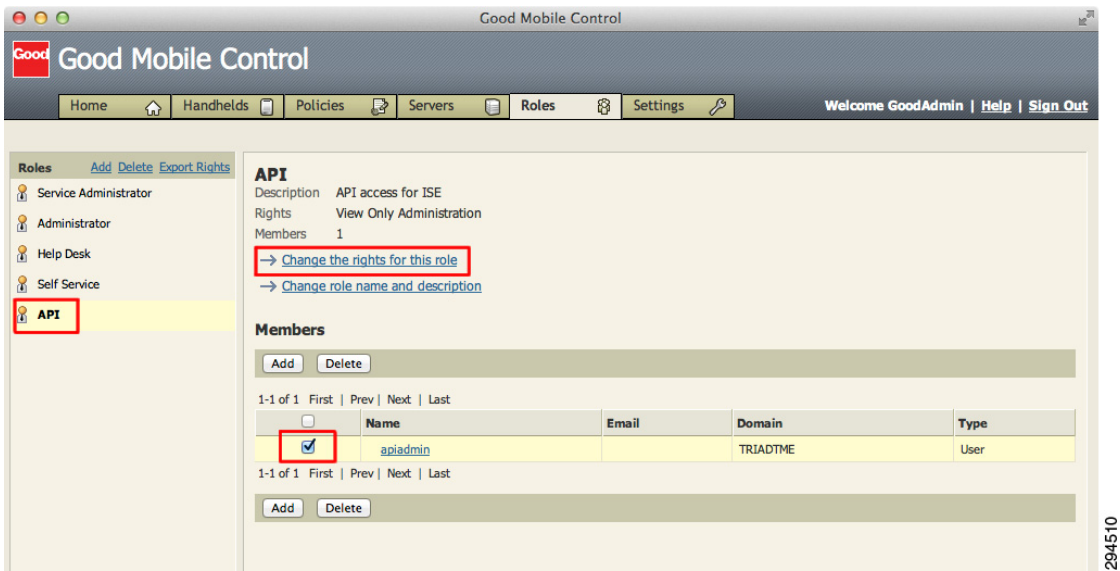 Good Mobile Control
Good Good Mobile Control
Home Handhelds Policies Servers Roles Settings Welcome GoodAdmin | Help | Sign Out
Roles Add Delete Export Rights
Service Administrator
Administrator
Help Desk
Self Service
API
API
Description API access for ISE
Rights View Only Administration
Members 1
→ Change the rights for this role
→ Change role name and description
Members
Add Delete
1-1 of 1 First | Prev | Next | Last
Name Email Domain Type
apiadmin TRIADTME User
1-1 of 1 First | Prev | Next | Last
Add Delete
294510